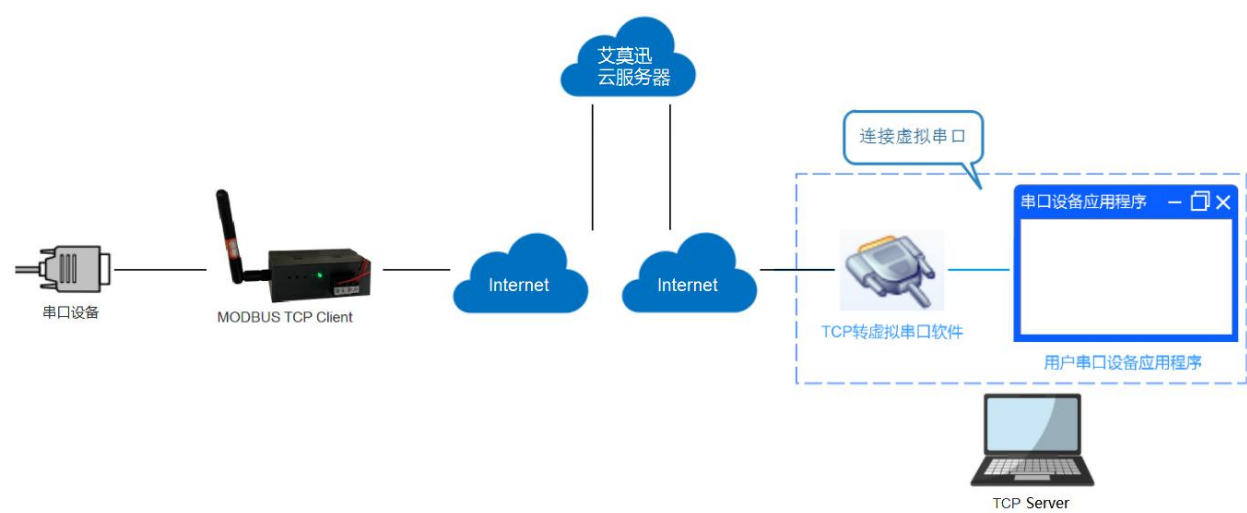 艾莫迅
云服务器
连接虚拟串口
串口设备应用程序
Internet
Internet
串口设备
MODBUS TCP Client
TCP转虚拟串口软件
用户串口设备应用程序
TCP Server